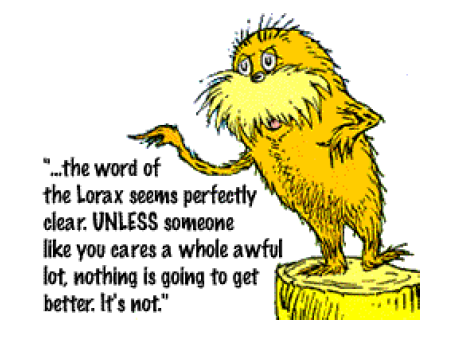 "...the word of
the Lorax seems perfectly
clear. UNLESS someone
like you cares a whole awful
lot, nothing is going to get
better. It's not."